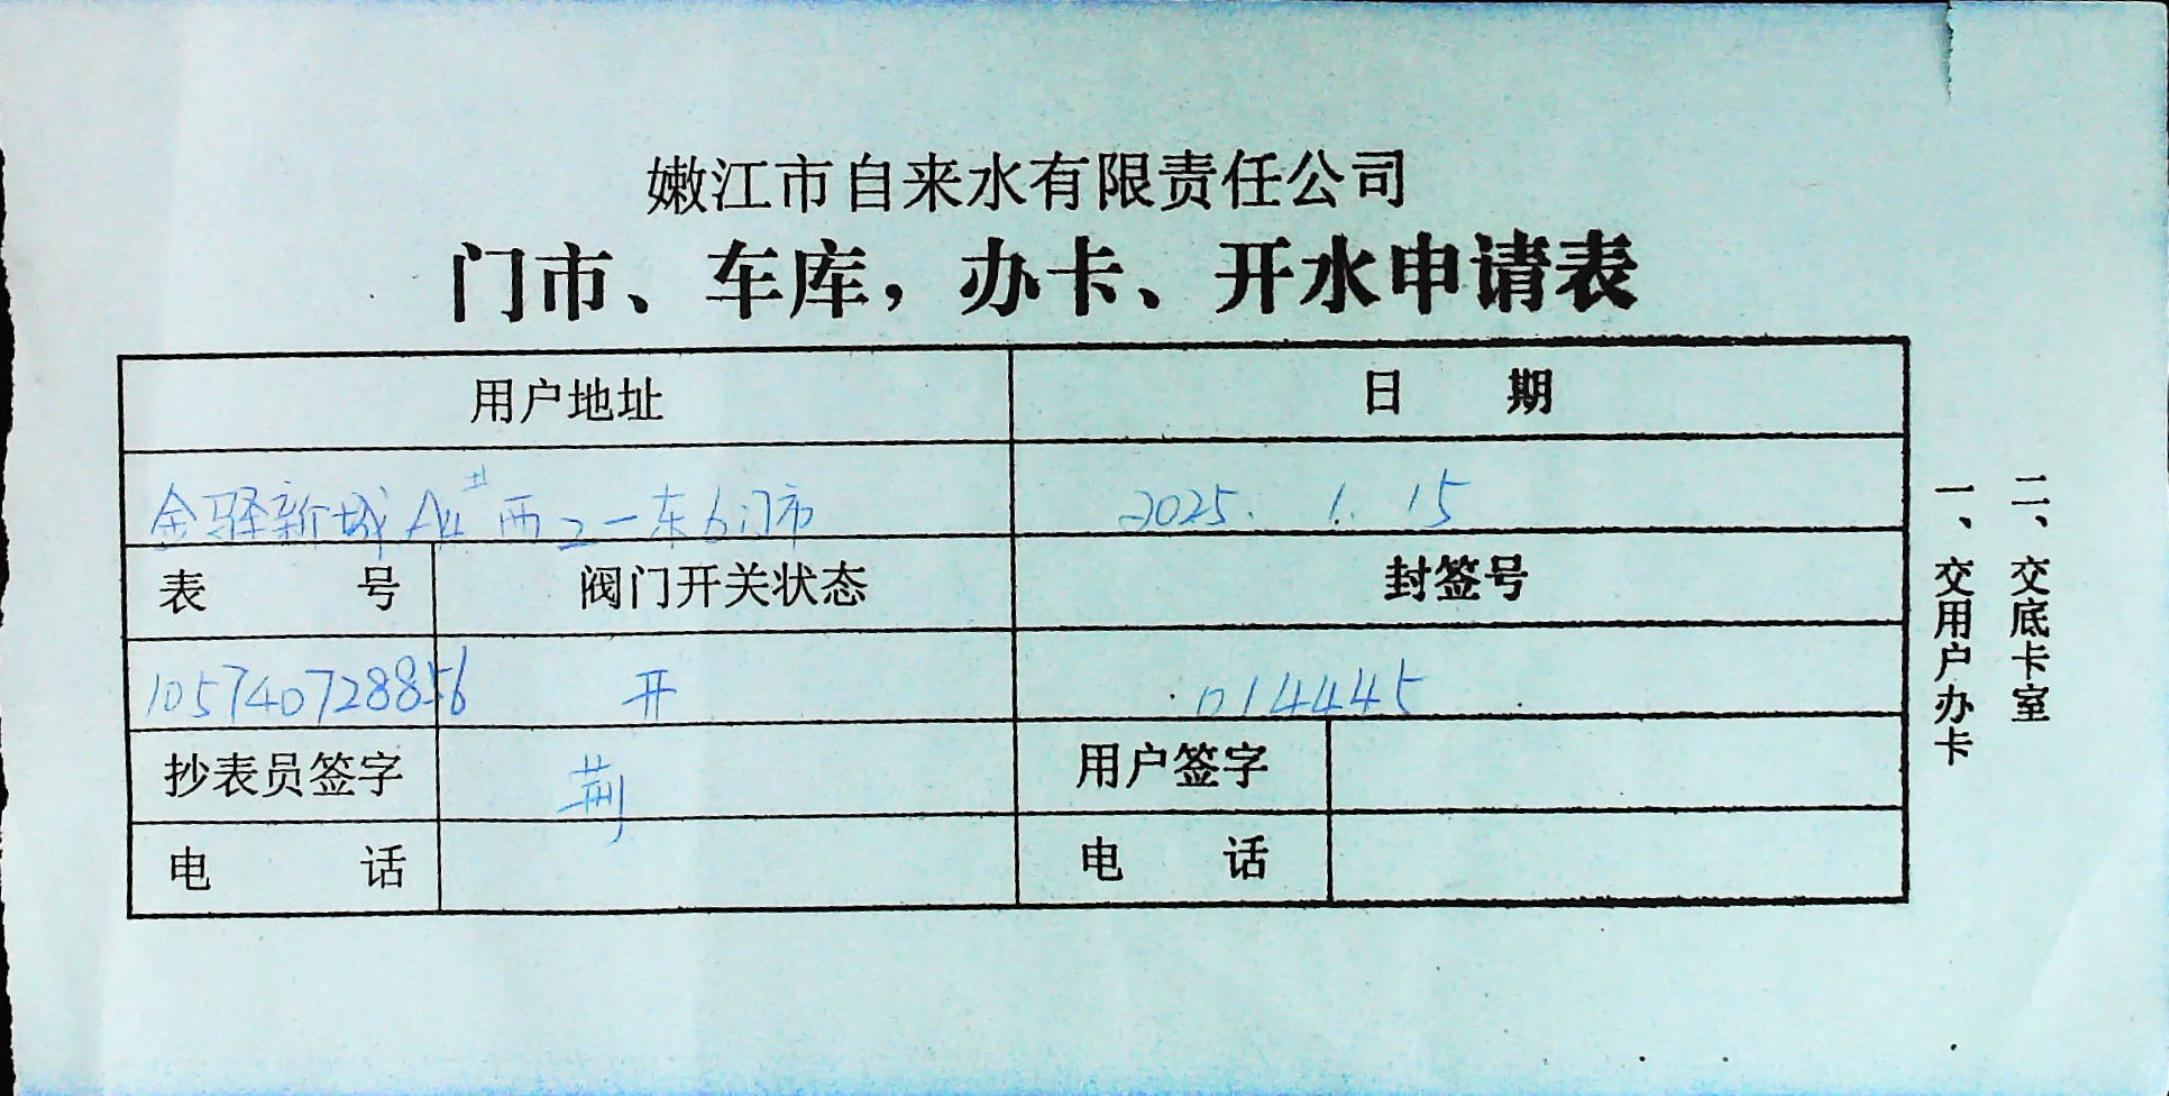 嫩江市自来水有限责任公司
门市、车库，办卡、开水申请表
用户地址 日 期
金驿新城A4# 西2一东6门市 2025. 1. 15
表 号 阀门开关状态 封签号
105740728856 开 014445
抄表员签字 荆 用户签字
电 话 电 话
一、交用户办卡
二、交底卡室